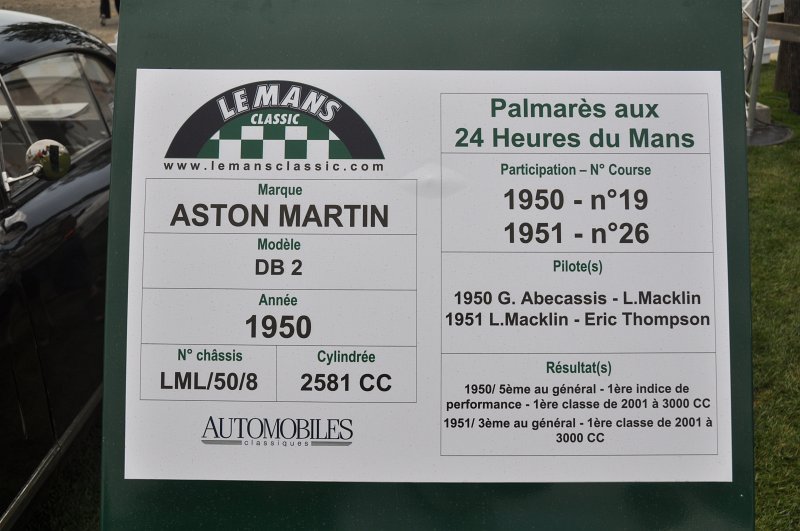 LE MANS
CLASSIC
www.lemansclassic.com
Marque
ASTON MARTIN
Modèle
DB 2
Année
1950
N° châsis
LML/50/8
Cylindrée
2581 CC
AUTOMOBILES
classiques
Palmarès aux
24 Heures du Mans
Participation – N° Course
1950 - n°19
1951 - n°26
Pilote(s)
1950 G. Abecassis - L.Macklin
1951 L.Macklin - Eric Thompson
Résultat(s)
1950/ 5ème au général - 1ère indice de
performance - 1ère classe de 2001 à 3000 CC
1951/ 3ème au général - 1ère classe de 2001 à
3000 CC